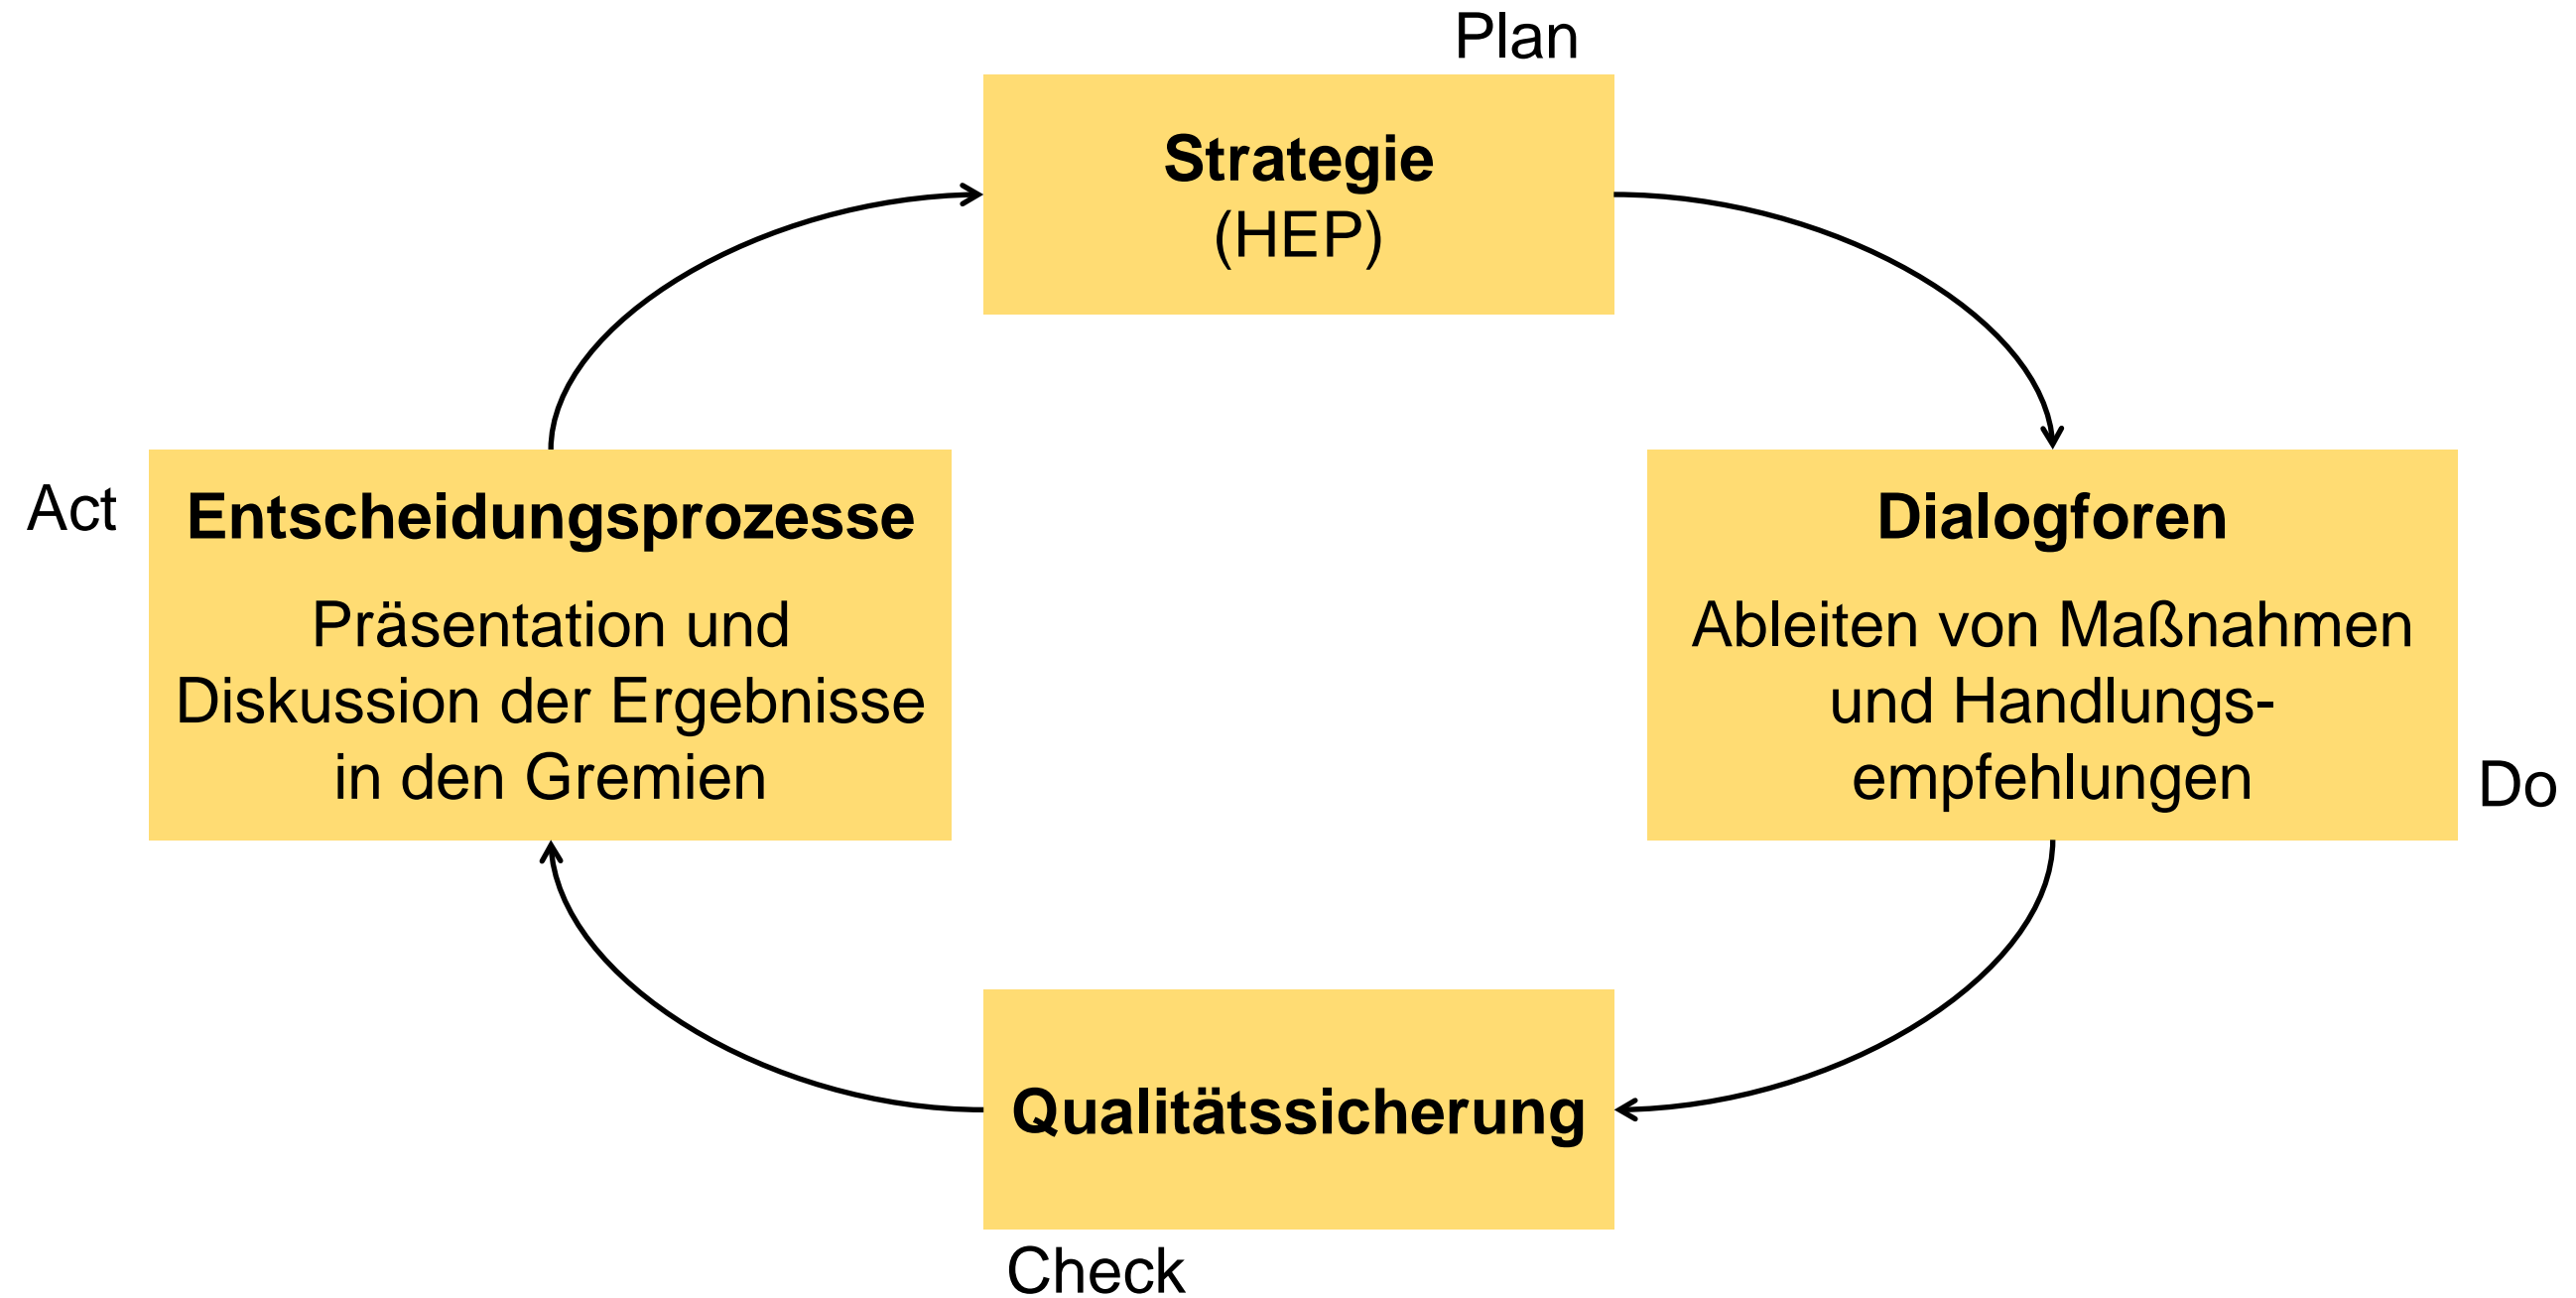 Plan
Strategie
(HEP)
Act
Entscheidungsprozesse
Präsentation und
Diskussion der Ergebnisse
in den Gremien
Dialogforen
Ableiten von Maßnahmen
und Handlungs-
empfehlungen
Do
Qualitätssicherung
Check